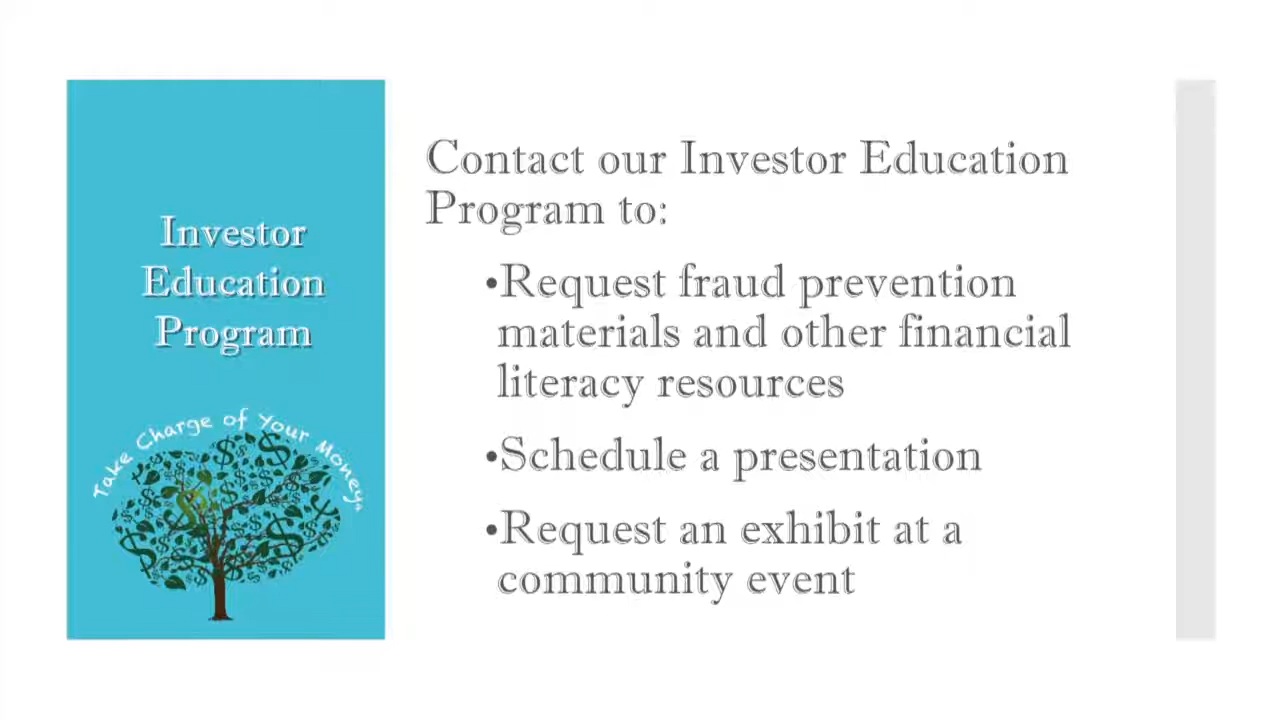 Investor
Education
Program
Take Charge of Your Money
Contact our Investor Education
Program to:
•Request fraud prevention
materials and other financial
literacy resources
•Schedule a presentation
•Request an exhibit at a
community event